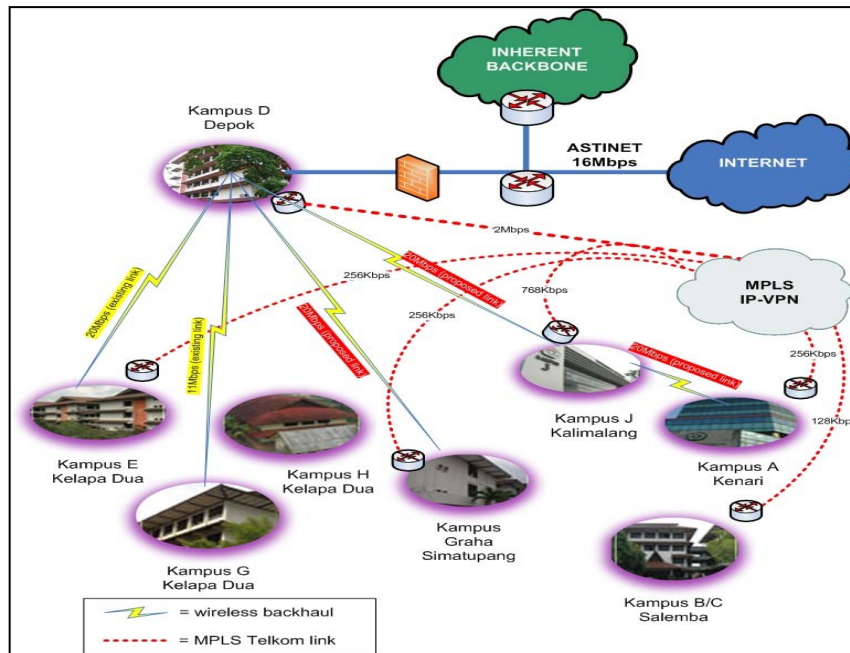 INHERENT
BACKBONE
Kampus D
Depok
ASTINET
16Mbps
INTERNET
2Mbps
20Mbps (existing link)
11Mbps (existing link)
256Kbps
20Mbps (proposed link)
256Kbps
20Mbps (proposed link)
768Kbps
MPLS
IP-VPN
20Mbps (proposed link)
256Kbps
128Kbp
Kampus E
Kelapa Dua
Kampus H
Kelapa Dua
Kampus G
Kelapa Dua
Kampus
Graha
Simatupang
Kampus J
Kalimalang
Kampus A
Kenari
Kampus B/C
Salemba
= wireless backhaul
= MPLS Telkom link